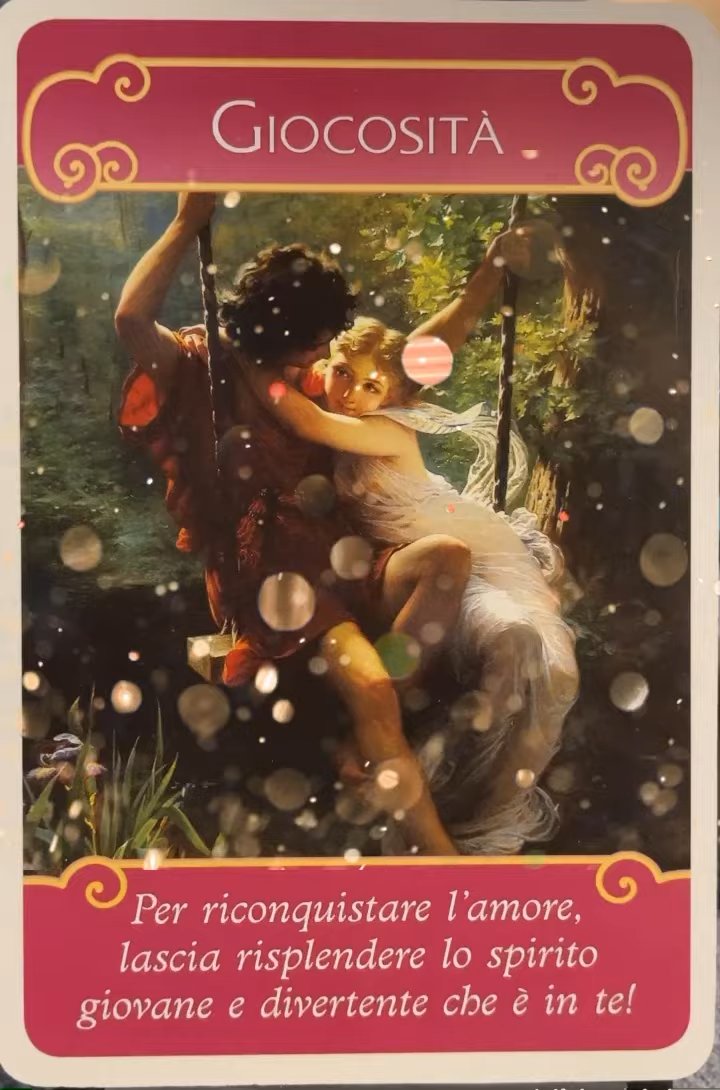 GIOCOSITÀ
Per riconquistare l'amore,
lascia risplendere lo spirito
giovane e divertente che è in te!